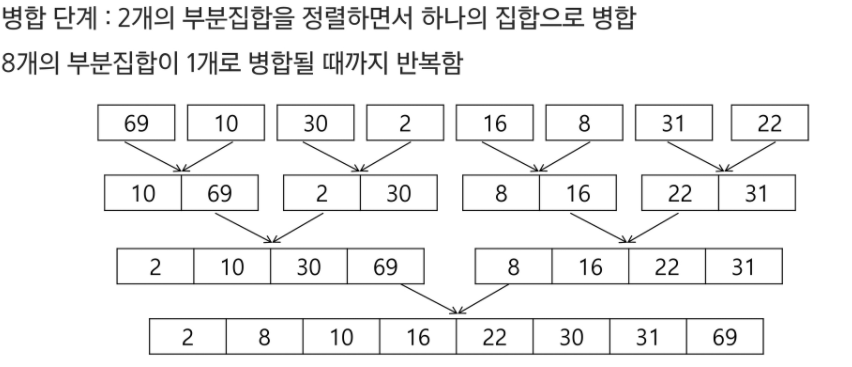 병합 단계 : 2개의 부분집합을 정렬하면서 하나의 집합으로 병합
8개의 부분집합이 1개로 병합될 때까지 반복함
69 10 30 2 16 8 31 22
10 69 2 30 8 16 22 31
2 10 30 69 8 16 22 31
2 8 10 16 22 30 31 69